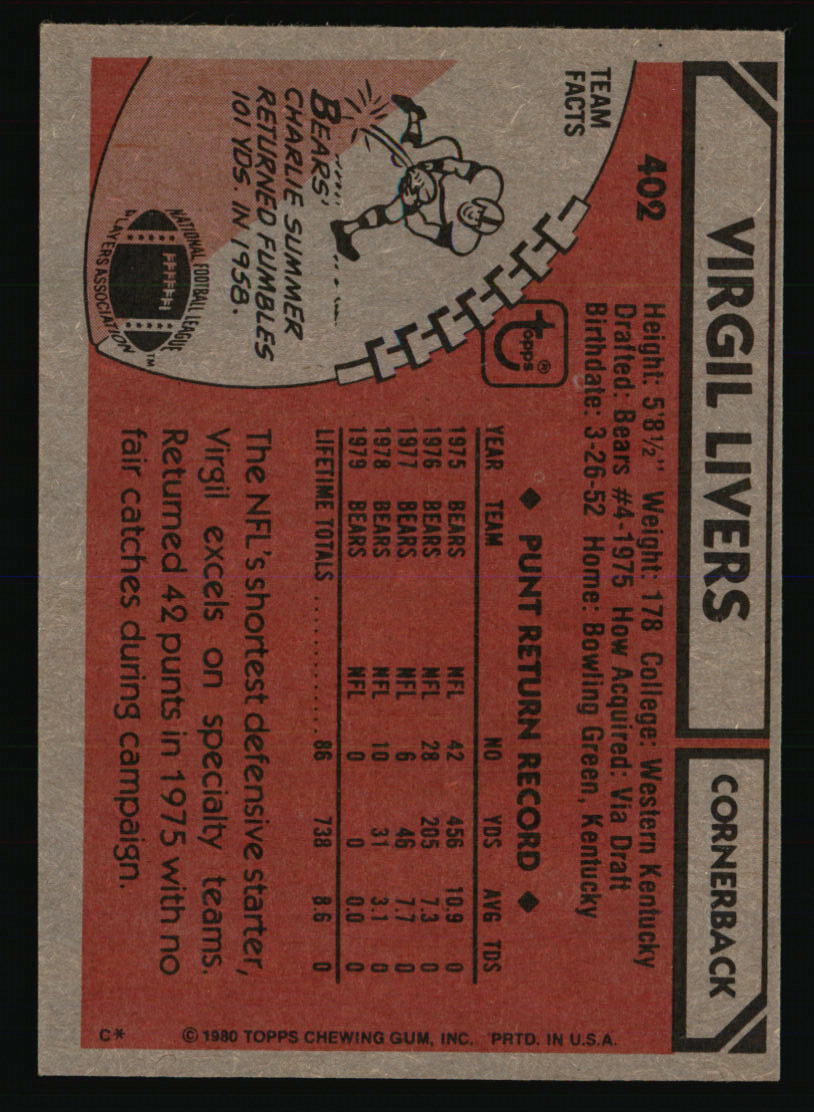 VIRGIL LIVERS
CORNERBACK
402
Height: 5'8½" Weight: 178 College: Western Kentucky
Drafted: Bears #4-1975 How Acquired: Via Draft
Birthdate: 3-26-52 Home: Bowling Green, Kentucky
TEAM
FACTS
BEARS'
CHARLIE SUMMER
RETURNED FUMBLES
101 YDS. IN 1958.
NATIONAL FOOTBALL LEAGUE
PLAYERS ASSOCIATION
TM
topps®
◆ PUNT RETURN RECORD ◆
YEAR TEAM NO YDS AVG TDS
1975 BEARS NFL 42 456 10.9 0
1976 BEARS NFL 28 205 7.3 0
1977 BEARS NFL 6 46 7.7 0
1978 BEARS NFL 10 31 3.1 0
1979 BEARS NFL 0 0 0.0 0
LIFETIME TOTALS ............ 86 738 8.6 0
The NFL's shortest defensive starter,
Virgil excels on specialty teams.
Returned 42 punts in 1975 with no
fair catches during campaign.
C* © 1980 TOPPS CHEWING GUM, INC. PRTD. IN U.S.A.